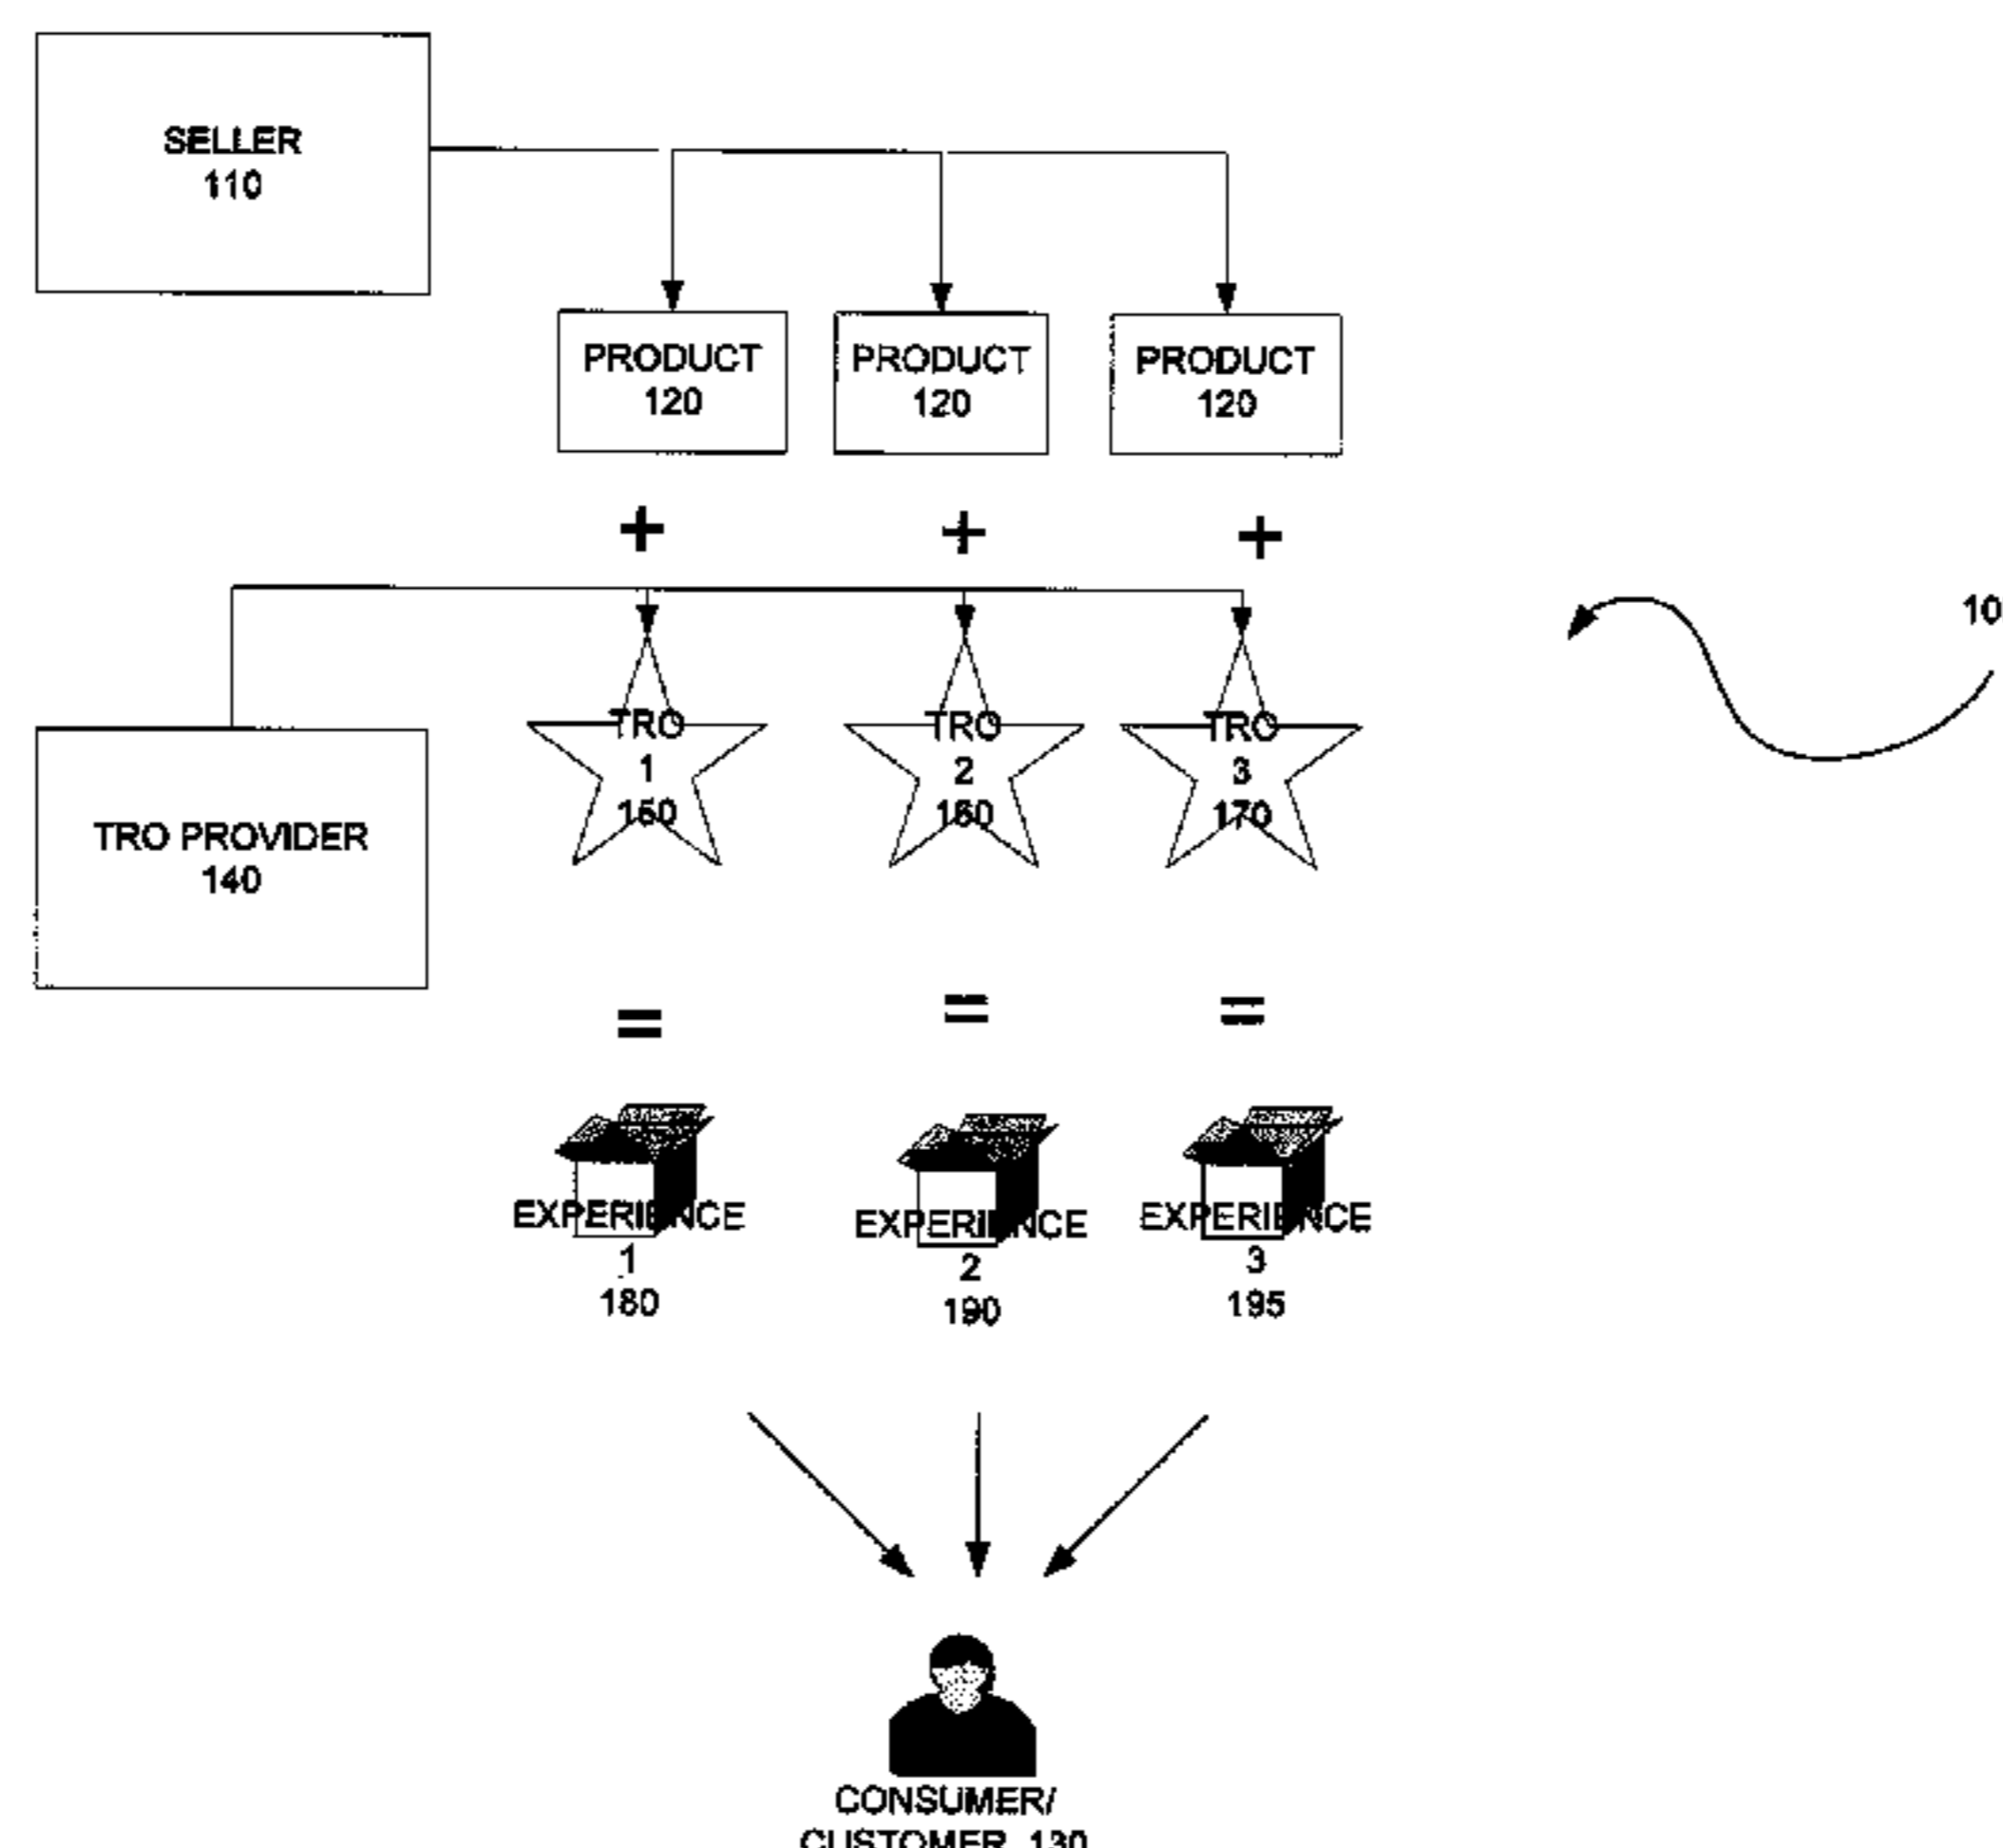 SELLER
110
PRODUCT
120
PRODUCT
120
PRODUCT
120
+ + +
10
TRO PROVIDER
140
TRO
1
150
TRO
2
160
TRO
3
170
= = =
EXPERIENCE
1
180
EXPERIENCE
2
190
EXPERIENCE
3
195
CONSUMER/
CUSTOMER 130